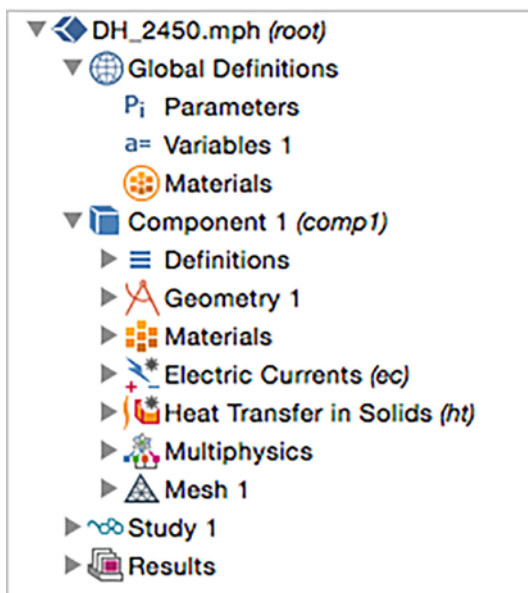 DH_2450.mph (root)
Global Definitions
Pi Parameters
a= Variables 1
Materials
Component 1 (comp1)
Definitions
Geometry 1
Materials
Electric Currents (ec)
Heat Transfer in Solids (ht)
Multiphysics
Mesh 1
Study 1
Results